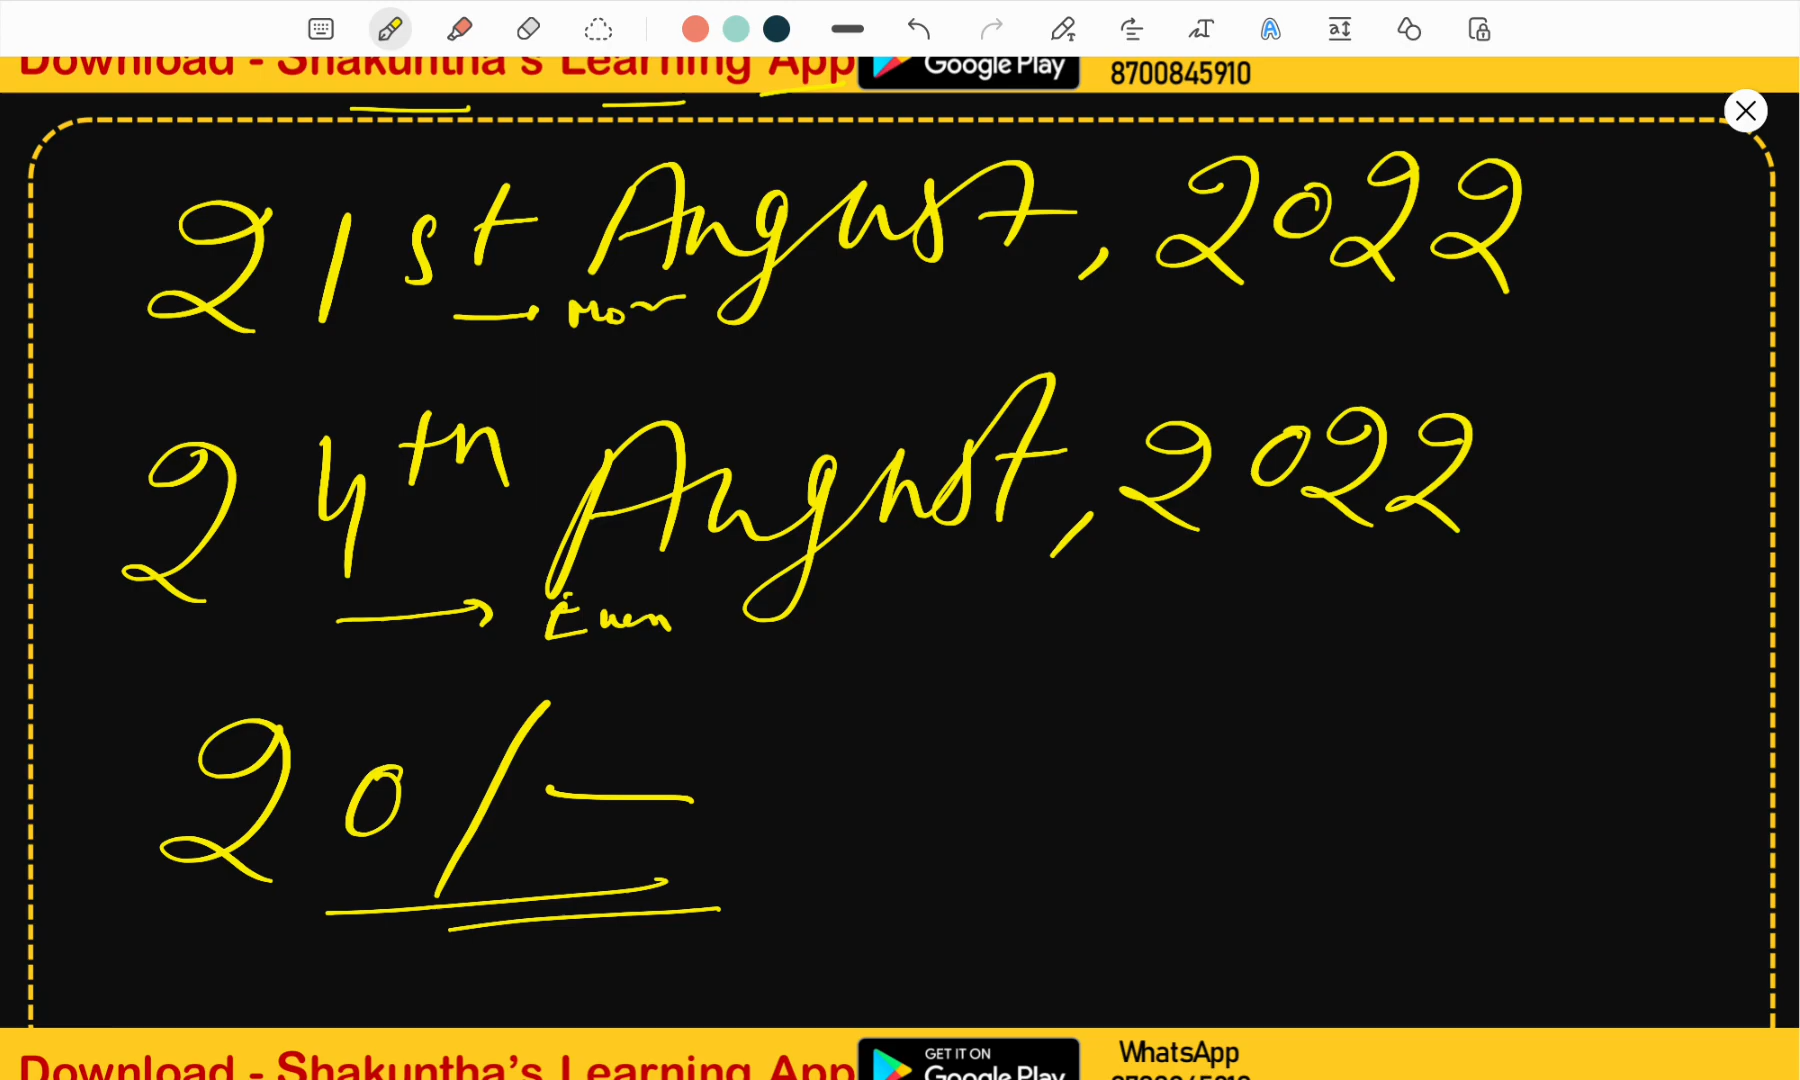 Download - Shakuntha's Learning App Google Play 8700845910
21st August, 2022
→ Mo
24th August, 2022
→ Even
20/-
Download - Shakuntha's Learning App GET IT ON Google Play WhatsApp